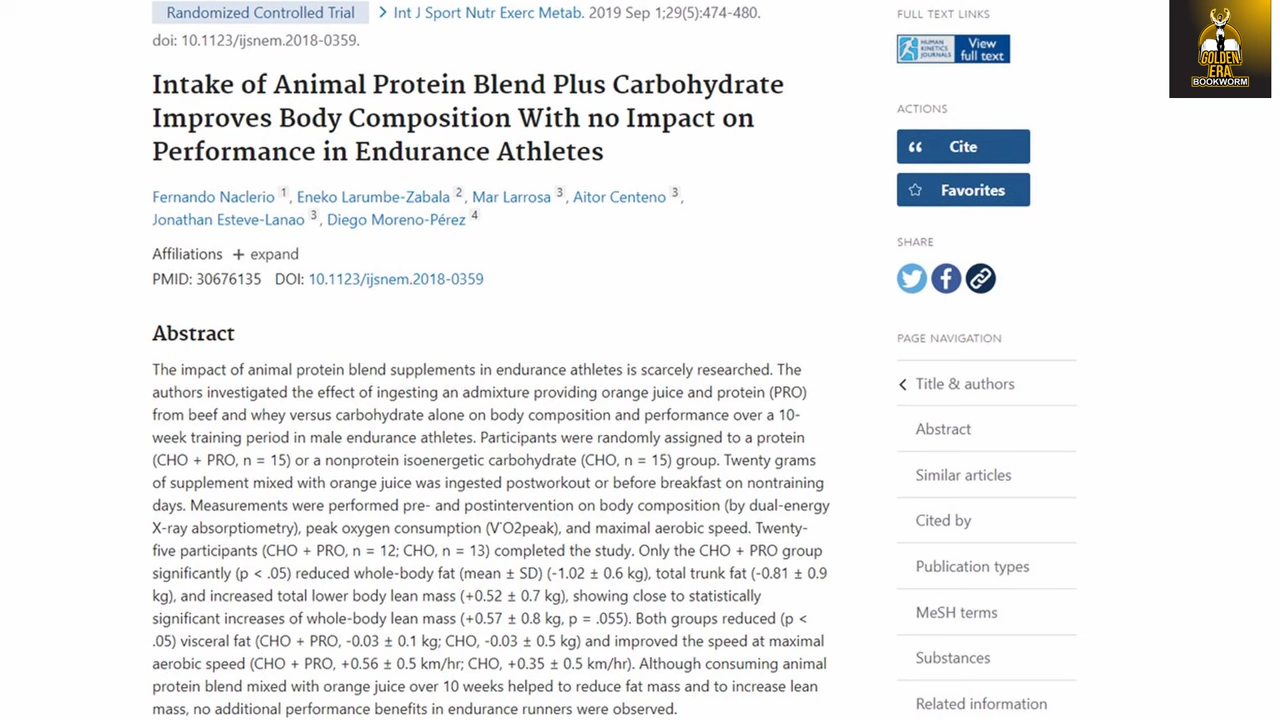 Randomized Controlled Trial
Int J Sport Nutr Exerc Metab. 2019 Sep 1;29(5):474-480.
doi: 10.1123/ijsnem.2018-0359.
Intake of Animal Protein Blend Plus Carbohydrate
Improves Body Composition With no Impact on
Performance in Endurance Athletes
Fernando Naclerio 1, Eneko Larumbe-Zabala 2, Mar Larrosa 3, Aitor Centeno 3,
Jonathan Esteve-Lanao 3, Diego Moreno-Pérez 4
Affiliations + expand
PMID: 30676135 DOI: 10.1123/ijsnem.2018-0359
Abstract
The impact of animal protein blend supplements in endurance athletes is scarcely researched. The
authors investigated the effect of ingesting an admixture providing orange juice and protein (PRO)
from beef and whey versus carbohydrate alone on body composition and performance over a 10-
week training period in male endurance athletes. Participants were randomly assigned to a protein
(CHO + PRO, n = 15) or a nonprotein isoenergetic carbohydrate (CHO, n = 15) group. Twenty grams
of supplement mixed with orange juice was ingested postworkout or before breakfast on nontraining
days. Measurements were performed pre- and postintervention on body composition (by dual-energy
X-ray absorptiometry), peak oxygen consumption (V˙O2peak), and maximal aerobic speed. Twenty-
five participants (CHO + PRO, n = 12; CHO, n = 13) completed the study. Only the CHO + PRO group
significantly (p < .05) reduced whole-body fat (mean ± SD) (-1.02 ± 0.6 kg), total trunk fat (-0.81 ± 0.9
kg), and increased total lower body lean mass (+0.52 ± 0.7 kg), showing close to statistically
significant increases of whole-body lean mass (+0.57 ± 0.8 kg, p = .055). Both groups reduced (p <
.05) visceral fat (CHO + PRO, -0.03 ± 0.1 kg; CHO, -0.03 ± 0.5 kg) and improved the speed at maximal
aerobic speed (CHO + PRO, +0.56 ± 0.5 km/hr; CHO, +0.35 ± 0.5 km/hr). Although consuming animal
protein blend mixed with orange juice over 10 weeks helped to reduce fat mass and to increase lean
mass, no additional performance benefits in endurance runners were observed.
FULL TEXT LINKS
HUMAN KINETICS JOURNALS
View
full text
ACTIONS
Cite
Favorites
SHARE
PAGE NAVIGATION
Title & authors
Abstract
Similar articles
Cited by
Publication types
MeSH terms
Substances
Related information
GOLDEN
ERA
BOOKWORM